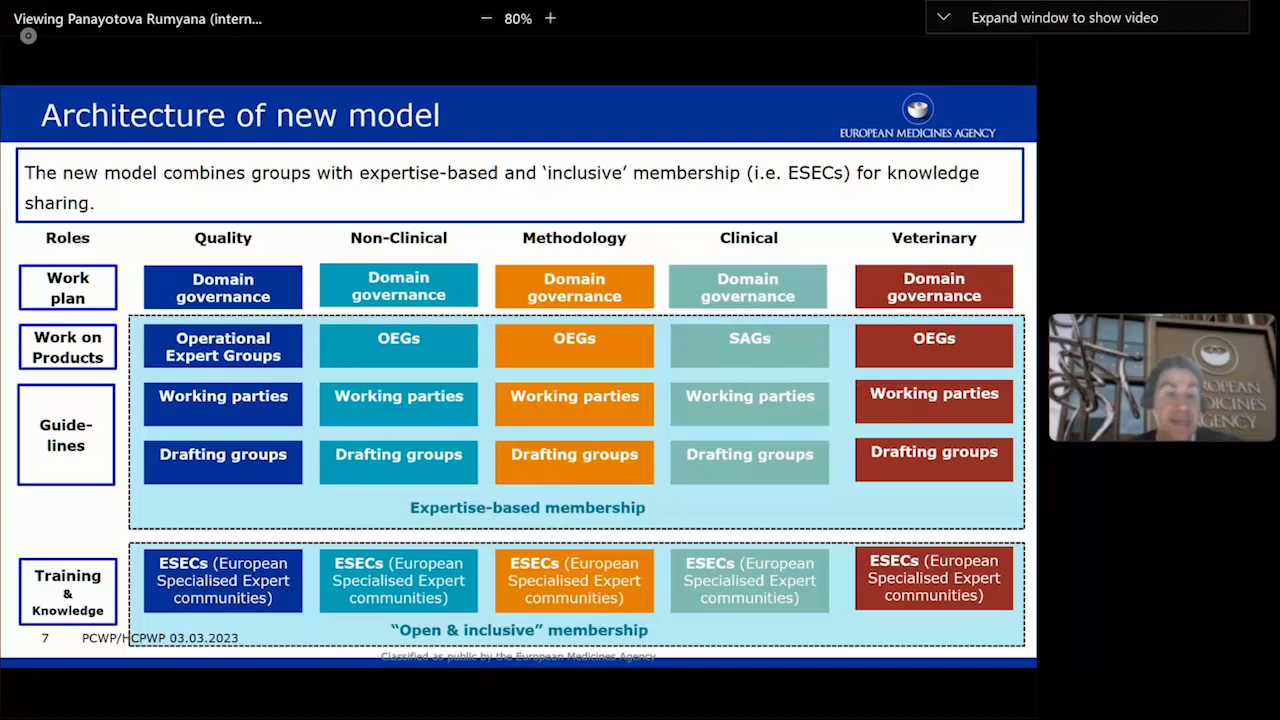 Viewing Panayotova Rumyana (intern...
80%
Expand window to show video
Architecture of new model
EUROPEAN MEDICINES AGENCY
The new model combines groups with expertise-based and ‘inclusive’ membership (i.e. ESECs) for knowledge
sharing.
Roles
Quality
Non-Clinical
Methodology
Clinical
Veterinary
Work
plan
Domain
governance
Domain
governance
Domain
governance
Domain
governance
Domain
governance
Work on
Products
Operational
Expert Groups
OEGs
OEGs
SAGs
OEGs
Guide-
lines
Working parties
Working parties
Working parties
Working parties
Working parties
Drafting groups
Drafting groups
Drafting groups
Drafting groups
Drafting groups
Expertise-based membership
Training
&
Knowledge
ESECs (European
Specialised Expert
communities)
ESECs (European
Specialised Expert
communities)
ESECs (European
Specialised Expert
communities)
ESECs (European
Specialised Expert
communities)
ESECs (European
Specialised Expert
communities)
“Open & inclusive” membership
7
PCWP/HCPWP 03.03.2023
Classified as public by the European Medicines Agency
AGENCY